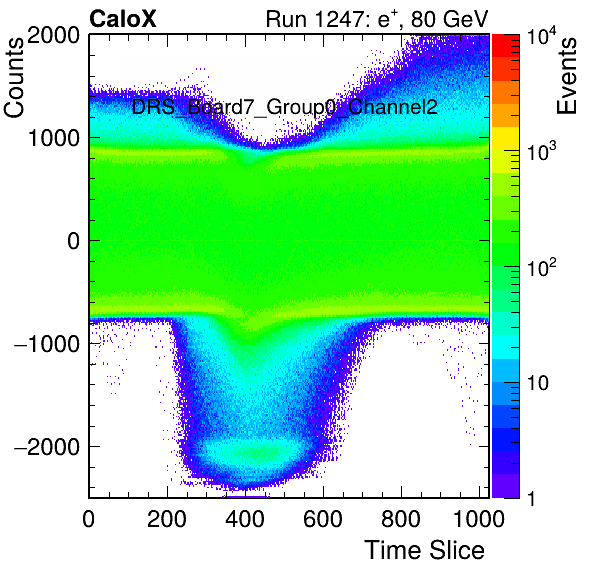 CaloX Run 1247: e⁺, 80 GeV
Counts
Events
DRS_Board7_Group0_Channel2
2000
1000
0
−1000
−2000
0 200 400 600 800 1000
Time Slice
10⁴
10³
10²
10
1